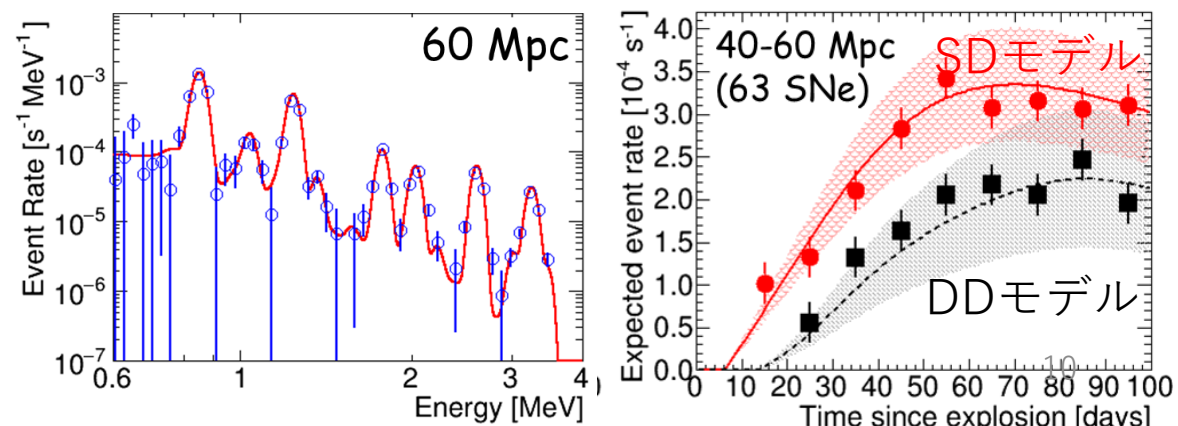 60 Mpc
Event Rate [s⁻¹ MeV⁻¹]
10⁻³
10⁻⁴
10⁻⁵
10⁻⁶
10⁻⁷
0.6 1 2 3 4
Energy [MeV]
40-60 Mpc
(63 SNe)
SDモデル
DDモデル
Expected event rate [10⁻⁴ s⁻¹]
4.0
3.5
3.0
2.5
2.0
1.5
1.0
0.5
0.0
0 10 20 30 40 50 60 70 80 90 100
Time since explosion [days]
10